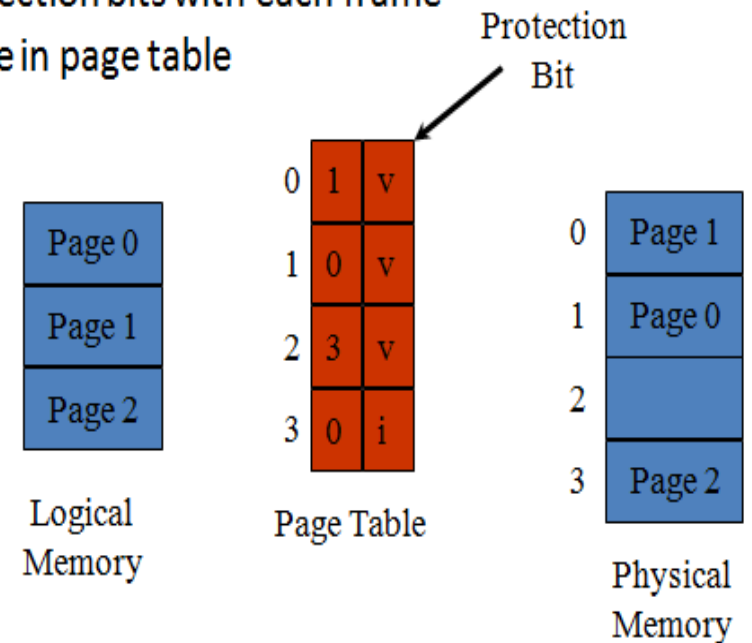 ection bits with each frame
e in page table
Protection
Bit
Page 0
Page 1
Page 2
Logical
Memory
0 1 v
1 0 v
2 3 v
3 0 i
Page Table
0 Page 1
1 Page 0
2
3 Page 2
Physical
Memory